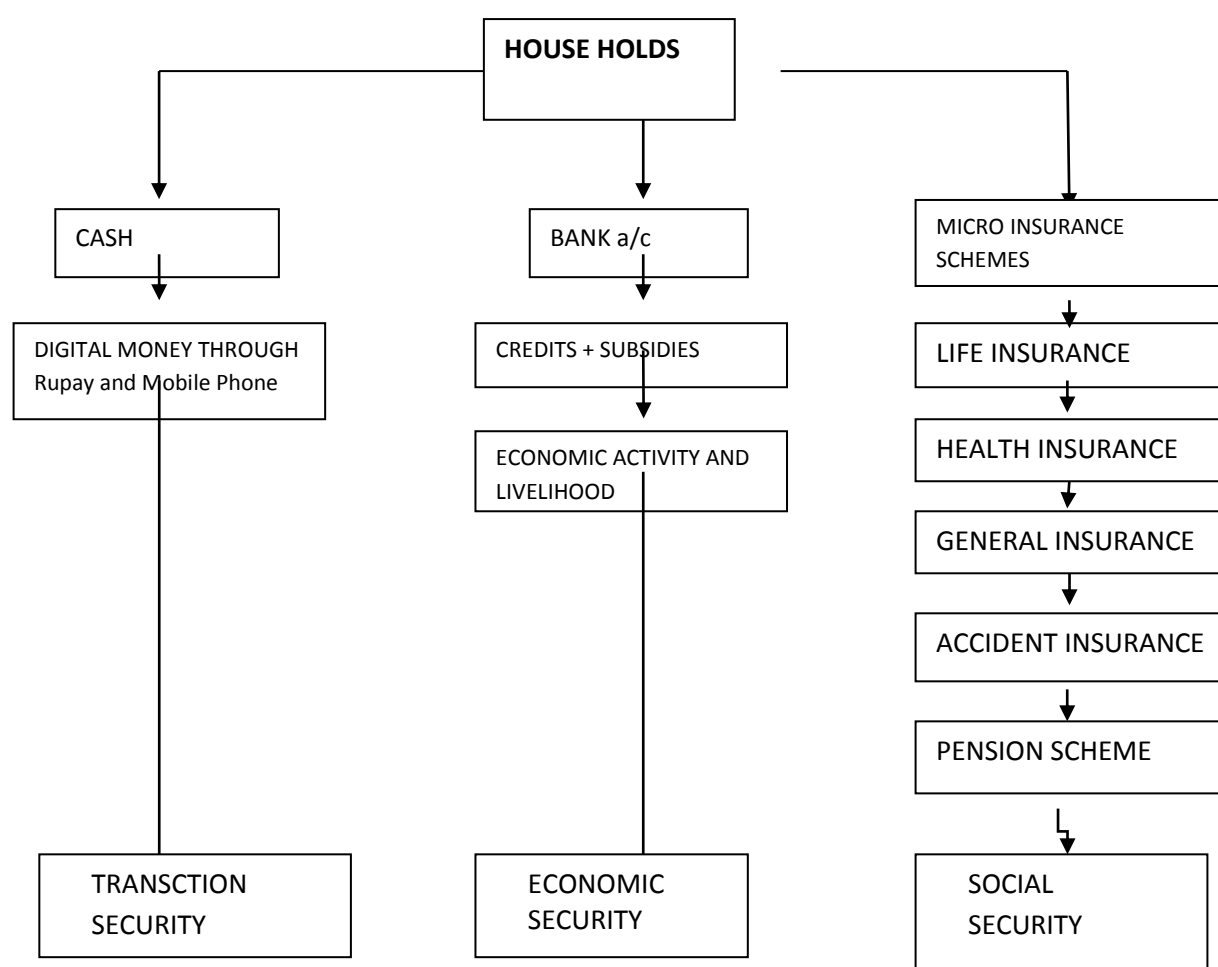 HOUSE HOLDS
CASH
BANK a/c
MICRO INSURANCE
SCHEMES
DIGITAL MONEY THROUGH
Rupay and Mobile Phone
CREDITS + SUBSIDIES
LIFE INSURANCE
ECONOMIC ACTIVITY AND
LIVELIHOOD
HEALTH INSURANCE
GENERAL INSURANCE
ACCIDENT INSURANCE
PENSION SCHEME
TRANSCTION
SECURITY
ECONOMIC
SECURITY
SOCIAL
SECURITY